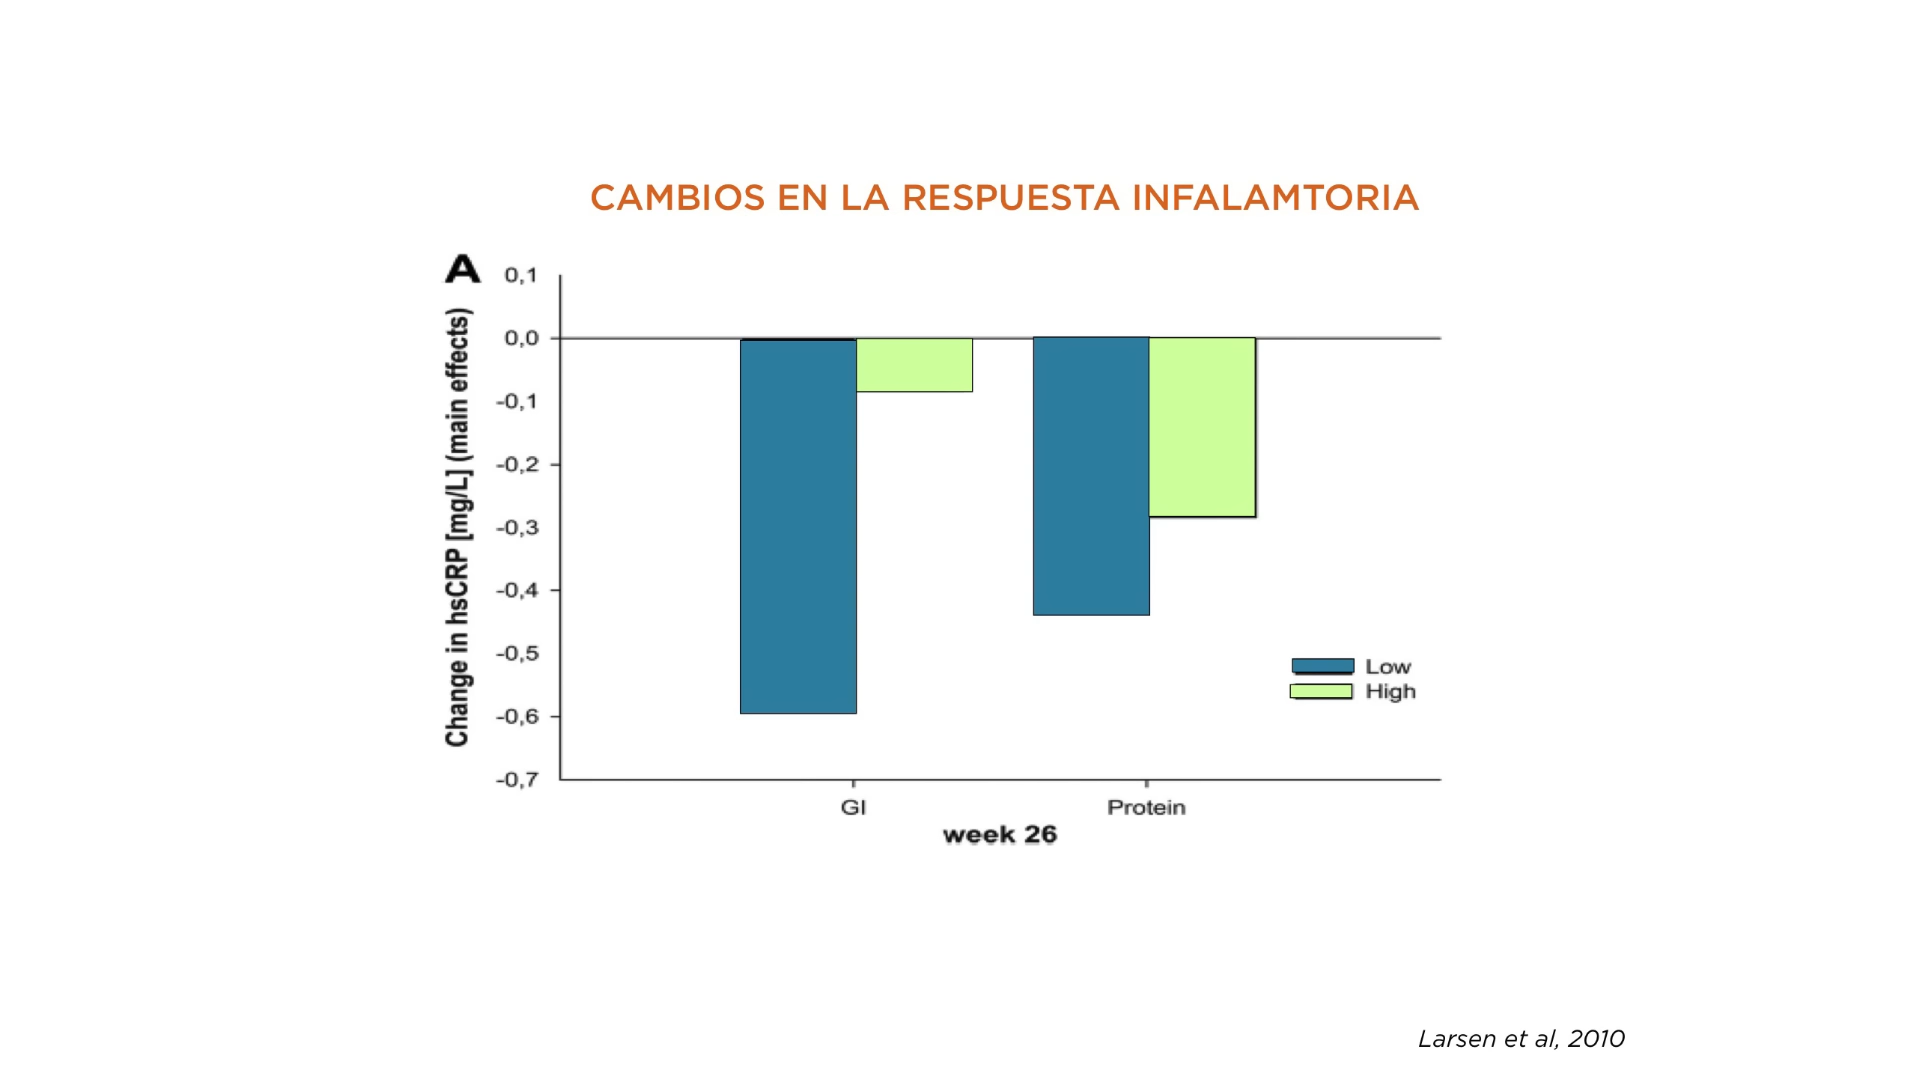 CAMBIOS EN LA RESPUESTA INFALAMTORIA
A
Change in hsCRP [mg/L] (main effects)
0,1
0,0
-0,1
-0,2
-0,3
-0,4
-0,5
-0,6
-0,7
Low
High
GI
Protein
week 26
Larsen et al, 2010